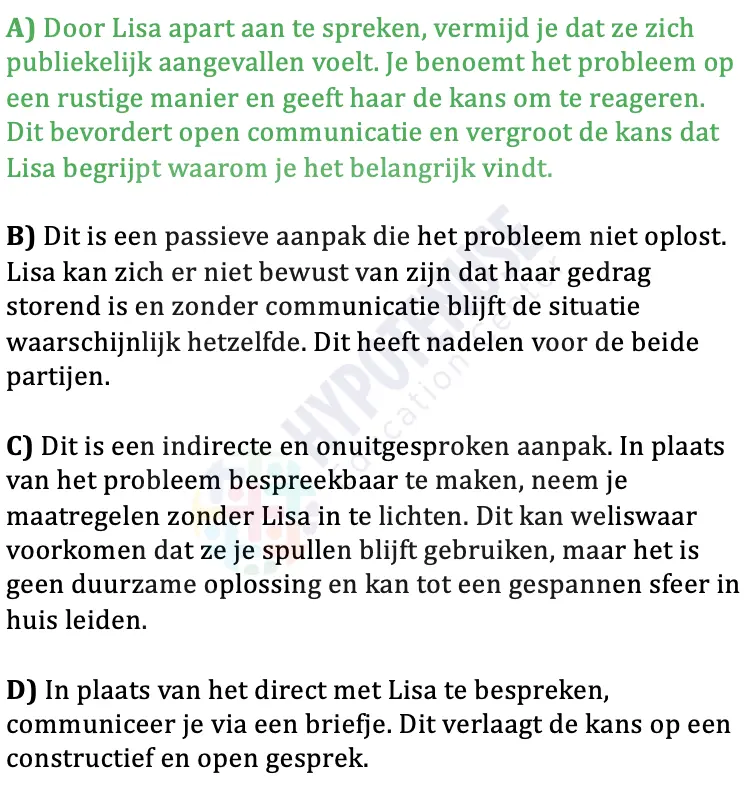 A) Door Lisa apart aan te spreken, vermijd je dat ze zich
publiekelijk aangevallen voelt. Je benoemt het probleem op
een rustige manier en geeft haar de kans om te reageren.
Dit bevordert open communicatie en vergroot de kans dat
Lisa begrijpt waarom je het belangrijk vindt.
B) Dit is een passieve aanpak die het probleem niet oplost.
Lisa kan zich er niet bewust van zijn dat haar gedrag
storend is en zonder communicatie blijft de situatie
waarschijnlijk hetzelfde. Dit heeft nadelen voor de beide
partijen.
C) Dit is een indirecte en onuitgesproken aanpak. In plaats
van het probleem bespreekbaar te maken, neem je
maatregelen zonder Lisa in te lichten. Dit kan weliswaar
voorkomen dat ze je spullen blijft gebruiken, maar het is
geen duurzame oplossing en kan tot een gespannen sfeer in
huis leiden.
D) In plaats van het direct met Lisa te bespreken,
communiceer je via een briefje. Dit verlaagt de kans op een
constructief en open gesprek.
HYPOTENUSE
Education Center